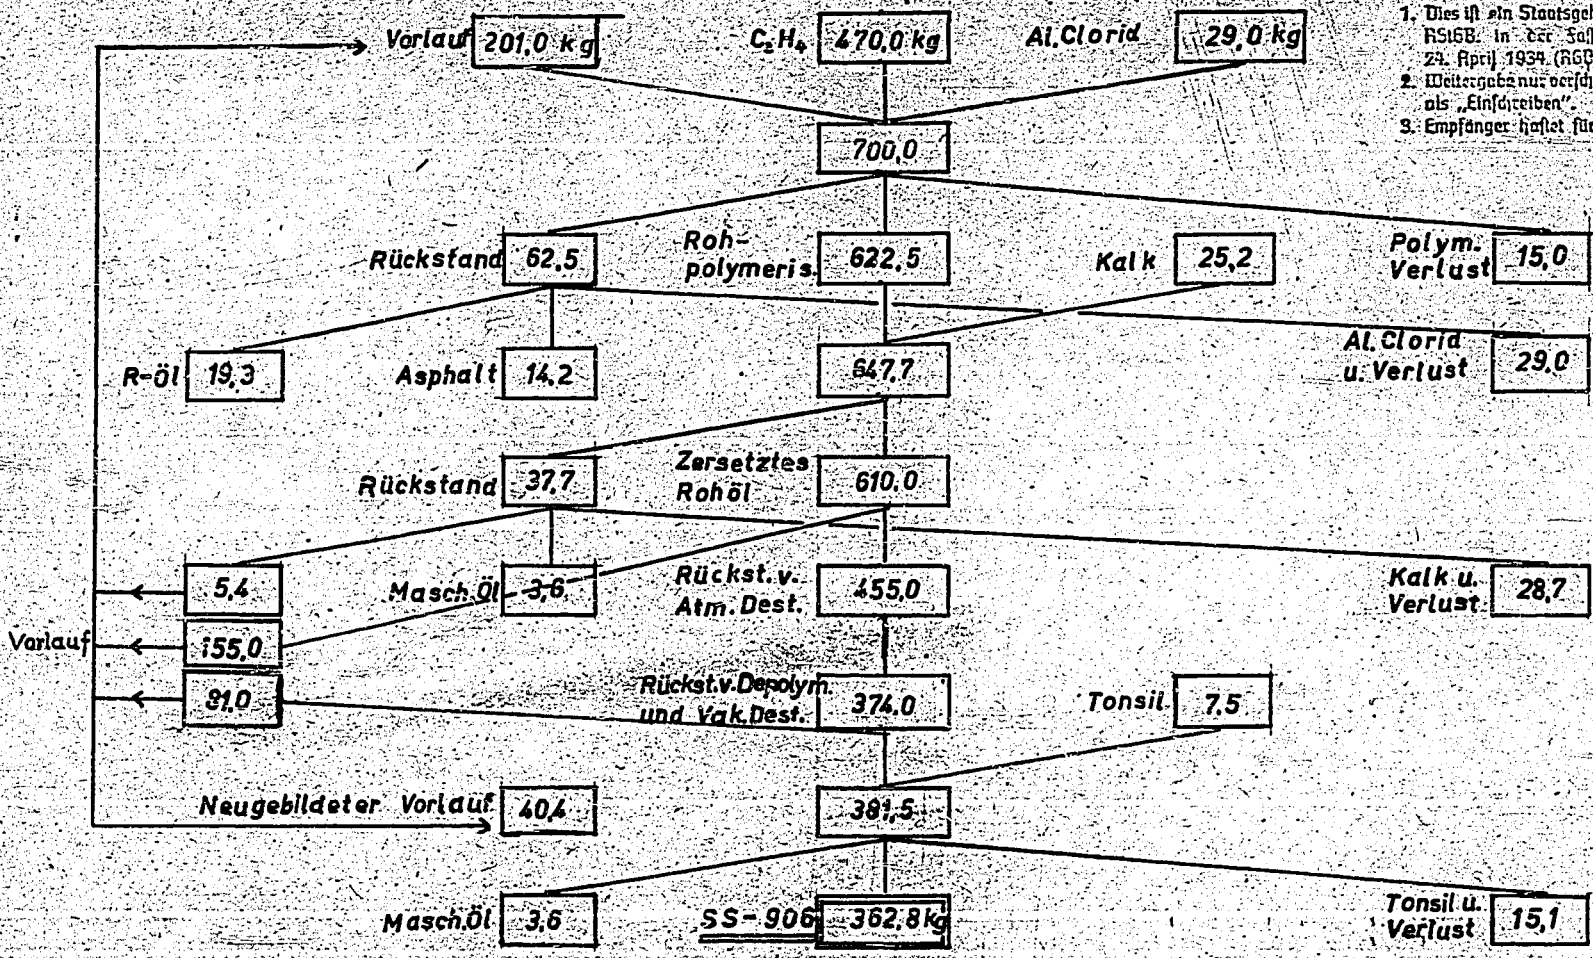 Vorlauf 201,0 kg
C₂H₄ 470,0 kg
Al.Clorid 29,0 kg
1. Dies ist ein Staatsge
RStGB. in der
24. April 1934. (RGB
2. Weitergabe nur
als „Einschreiben“.
3. Empfänger haftet
700,0
Rückstand 62,5
Roh-
polymeris. 622,5
Kalk 25,2
Polym.
Verlust 15,0
R-Öl 19,3
Asphalt 14,2
647,7
Al.Clorid
u. Verlust 29,0
Rückstand 37,7
Zersetztes
Rohöl 610,0
5,4
Masch.Öl 3,6
Rückst.v.
Atm.Dest. 455,0
Kalk u.
Verlust 28,7
Vorlauf
155,0
81,0
Rückst.v.Depolym.
und Vak.Dest. 374,0
Tonsil 7,5
Neugebildeter Vorlauf 40,4
381,5
Masch.Öl 3,6
SS-906 362,8 kg
Tonsil u.
Verlust 15,1